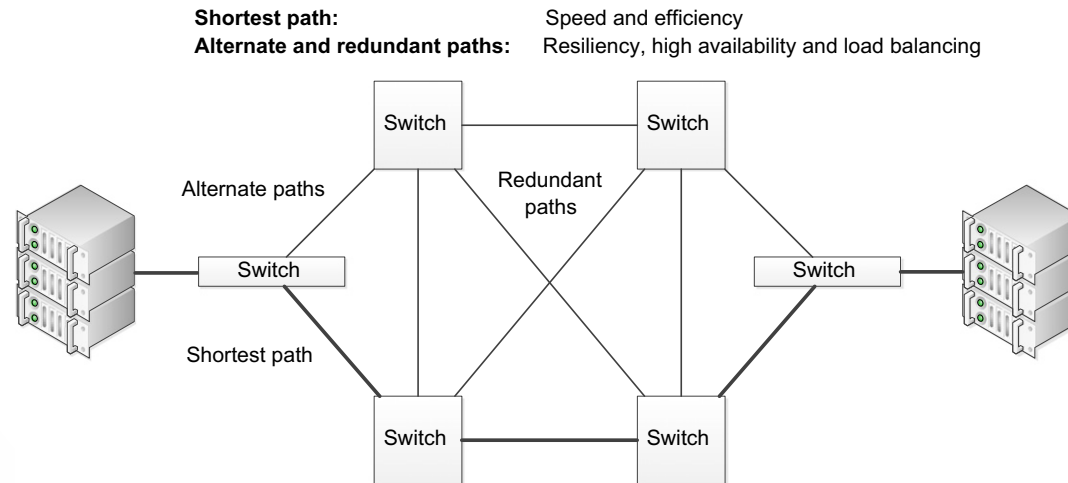 Shortest path: Speed and efficiency
Alternate and redundant paths: Resiliency, high availability and load balancing
Switch Switch
Alternate paths
Redundant
paths
Switch Switch
Shortest path
Switch Switch